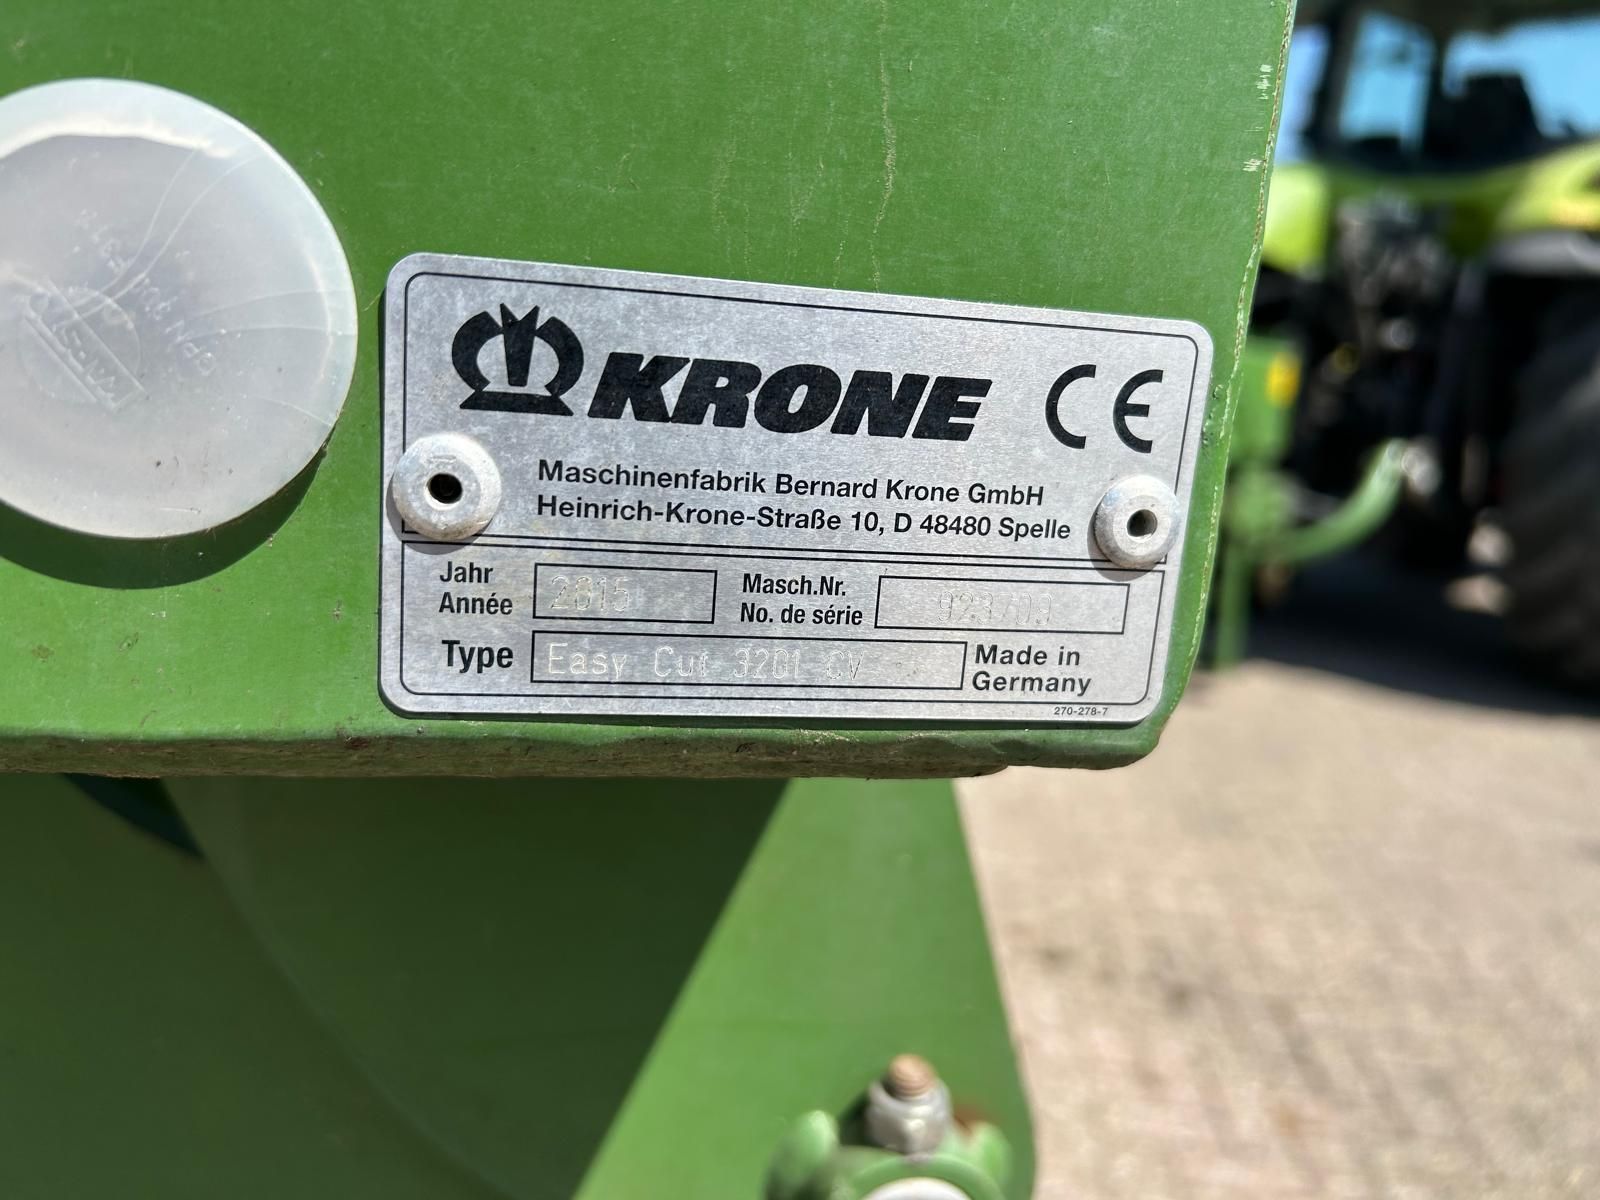 KRONE CE
Maschinenfabrik Bernard Krone GmbH
Heinrich-Krone-Straße 10, D 48480 Spelle
Jahr
Année
2015
Masch.Nr.
No. de série
923709
Type
Easy Cut 3201 CV
Made in
Germany
270-278-7